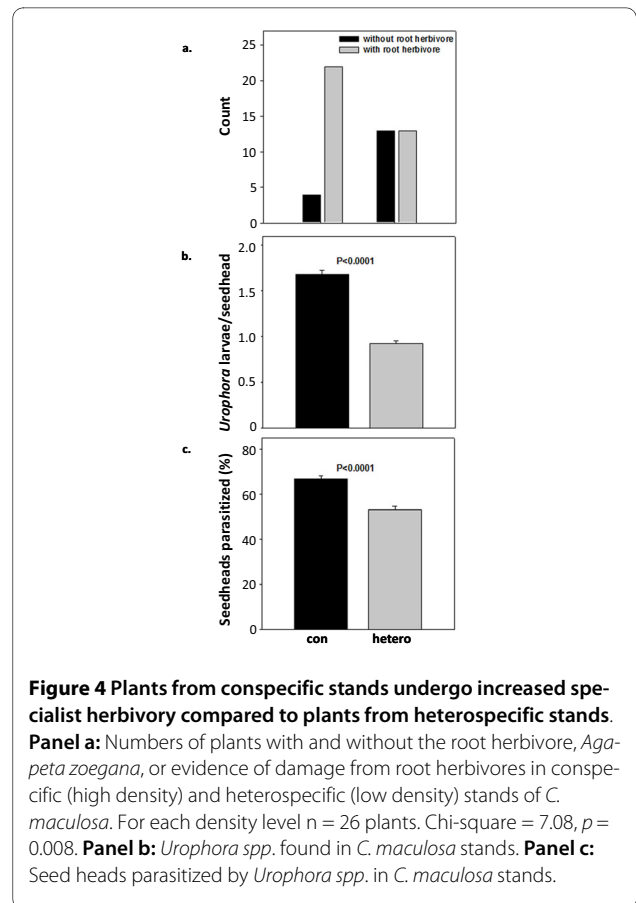 a.
without root herbivore
with root herbivore
Count
25
20
15
10
5
0
b.
P<0.0001
Urophora larvae/seedhead
2.0
1.5
1.0
0.5
0
c.
P<0.0001
Seedheads parasitized (%)
80
60
40
20
0
con hetero
Figure 4 Plants from conspecific stands undergo increased spe-
cialist herbivory compared to plants from heterospecific stands.
Panel a: Numbers of plants with and without the root herbivore, Aga-
peta zoegana, or evidence of damage from root herbivores in conspe-
cific (high density) and heterospecific (low density) stands of C.
maculosa. For each density level n = 26 plants. Chi-square = 7.08, p =
0.008. Panel b: Urophora spp. found in C. maculosa stands. Panel c:
Seed heads parasitized by Urophora spp. in C. maculosa stands.